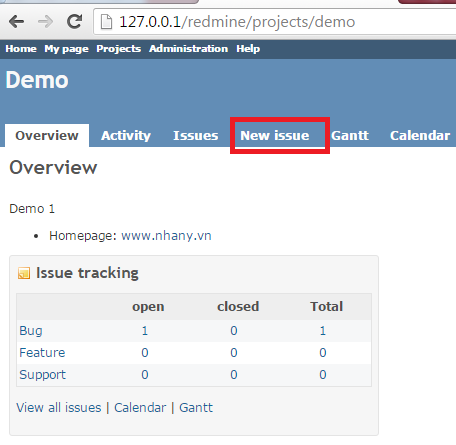 127.0.0.1/redmine/projects/demo
Home My page Projects Administration Help
Demo
Overview Activity Issues New issue Gantt Calendar
Overview
Demo 1
• Homepage: www.nhany.vn
Issue tracking
open closed Total
Bug 1 0 1
Feature 0 0 0
Support 0 0 0
View all issues | Calendar | Gantt